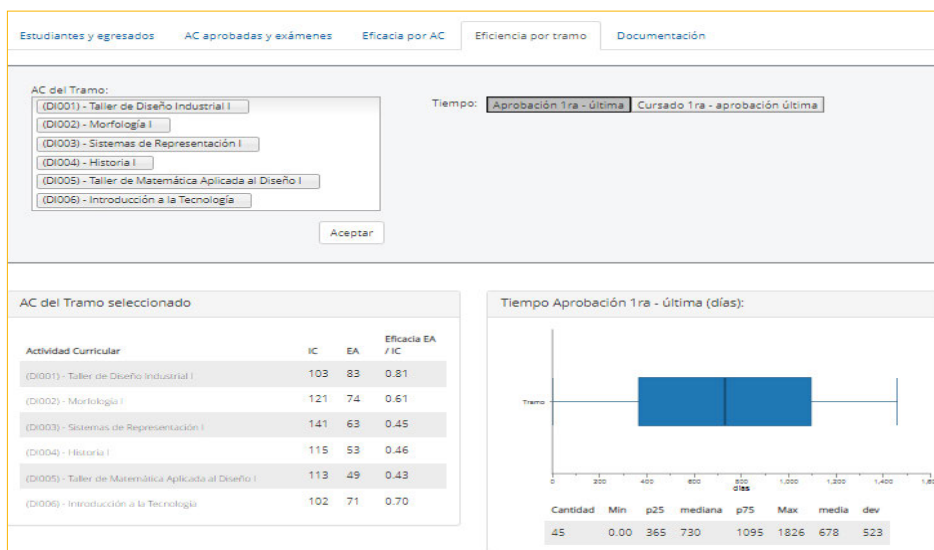 Estudiantes y egresados AC aprobadas y exámenes Eficacia por AC Eficiencia por tramo Documentación
AC del Tramo:
(DI001) - Taller de Diseño Industrial I
(DI002) - Morfología I
(DI003) - Sistemas de Representación I
(DI004) - Historia I
(DI005) - Taller de Matemática Aplicada al Diseño I
(DI006) - Introducción a la Tecnología
Aceptar
Tiempo: Aprobación 1ra - última Cursado 1ra - aprobación última
AC del Tramo seleccionado
Actividad Curricular IC EA Eficacia EA / IC
(DI001) - Taller de Diseño Industrial I 103 83 0.81
(DI002) - Morfología I 121 74 0.61
(DI003) - Sistemas de Representación I 141 63 0.45
(DI004) - Historia I 115 53 0.46
(DI005) - Taller de Matemática Aplicada al Diseño I 113 49 0.43
(DI006) - Introducción a la Tecnología 102 71 0.70
Tiempo Aprobación 1ra - última (días):
Tramo
0 200 400 600 800 1,000 1,200 1,400
días
Cantidad Min p25 mediana p75 Max media dev
45 0.00 365 730 1095 1826 678 523